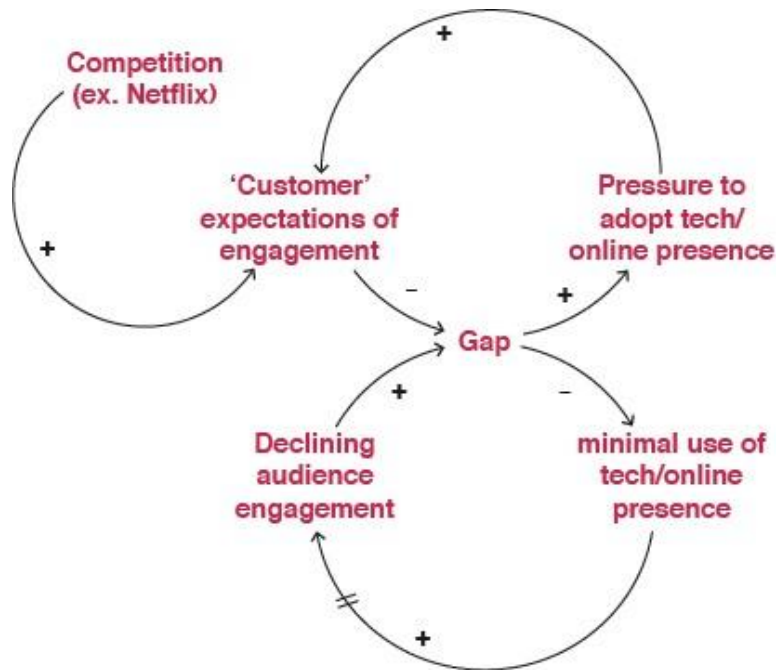 +
Competition
(ex. Netflix)
‘Customer’
expectations of
engagement
Pressure to
adopt tech/
online presence
+
–
+
Gap
+
–
Declining
audience
engagement
minimal use of
tech/online
presence
+